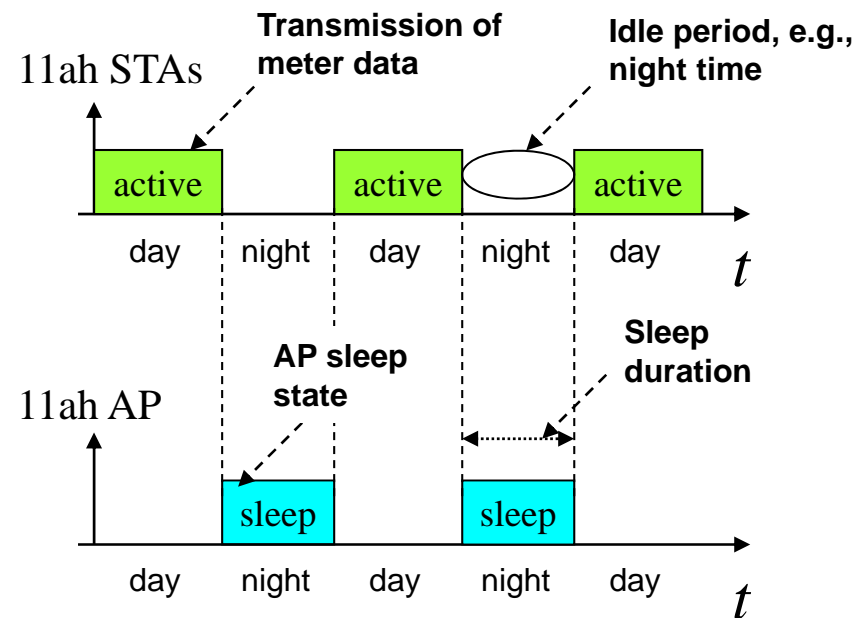 Transmission of
meter data
Idle period, e.g.,
night time
11ah STAs
active active active
day night day night day
t
AP sleep
state
Sleep
duration
11ah AP
sleep sleep
day night day night day
t